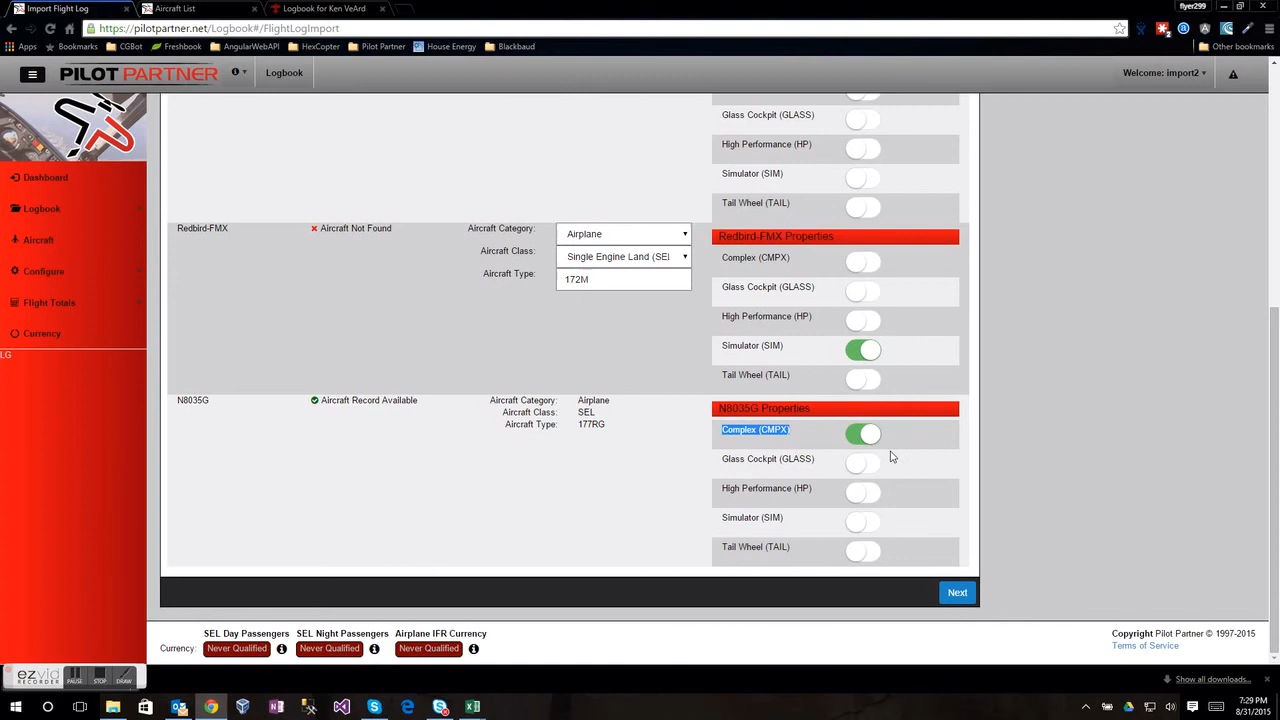 Import Flight Log
Aircraft List
Logbook for Ken VeArd
flyer299
https://pilotpartner.net/Logbook#/FlightLogImport
Apps
Bookmarks
CGBot
Freshbook
AngularWebAPI
HexCopter
Pilot Partner
House Energy
Blackbaud
Other bookmarks
PILOT PARTNER
Logbook
Welcome: import2
Dashboard
Logbook
Aircraft
Configure
Flight Totals
Currency
LG
Glass Cockpit (GLASS)
High Performance (HP)
Simulator (SIM)
Tail Wheel (TAIL)
Redbird-FMX
Aircraft Not Found
Aircraft Category:
Airplane
Aircraft Class:
Single Engine Land (SEL
Aircraft Type:
172M
Redbird-FMX Properties
Complex (CMPX)
Glass Cockpit (GLASS)
High Performance (HP)
Simulator (SIM)
Tail Wheel (TAIL)
N8035G
Aircraft Record Available
Aircraft Category:
Airplane
Aircraft Class:
SEL
Aircraft Type:
177RG
N8035G Properties
Complex (CMPX)
Glass Cockpit (GLASS)
High Performance (HP)
Simulator (SIM)
Tail Wheel (TAIL)
Next
SEL Day Passengers
SEL Night Passengers
Airplane IFR Currency
Currency:
Never Qualified
Never Qualified
Never Qualified
Copyright Pilot Partner © 1997-2015
Terms of Service
ezvid
RECORDER
PAUSE
STOP
DRAW
Show all downloads...
7:29 PM
8/31/2015